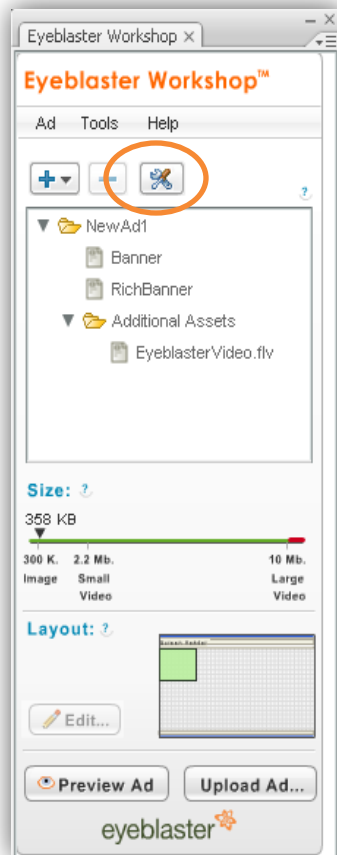 Eyeblaster Workshop ×
Eyeblaster Workshop™
Ad Tools Help
?
NewAd1
Banner
RichBanner
Additional Assets
EyeblasterVideo.flv
Size: ?
358 KB
300 K. 2.2 Mb. 10 Mb.
Image Small Large
Video Video
Layout: ?
Edit...
Preview Ad Upload Ad...
eyeblaster